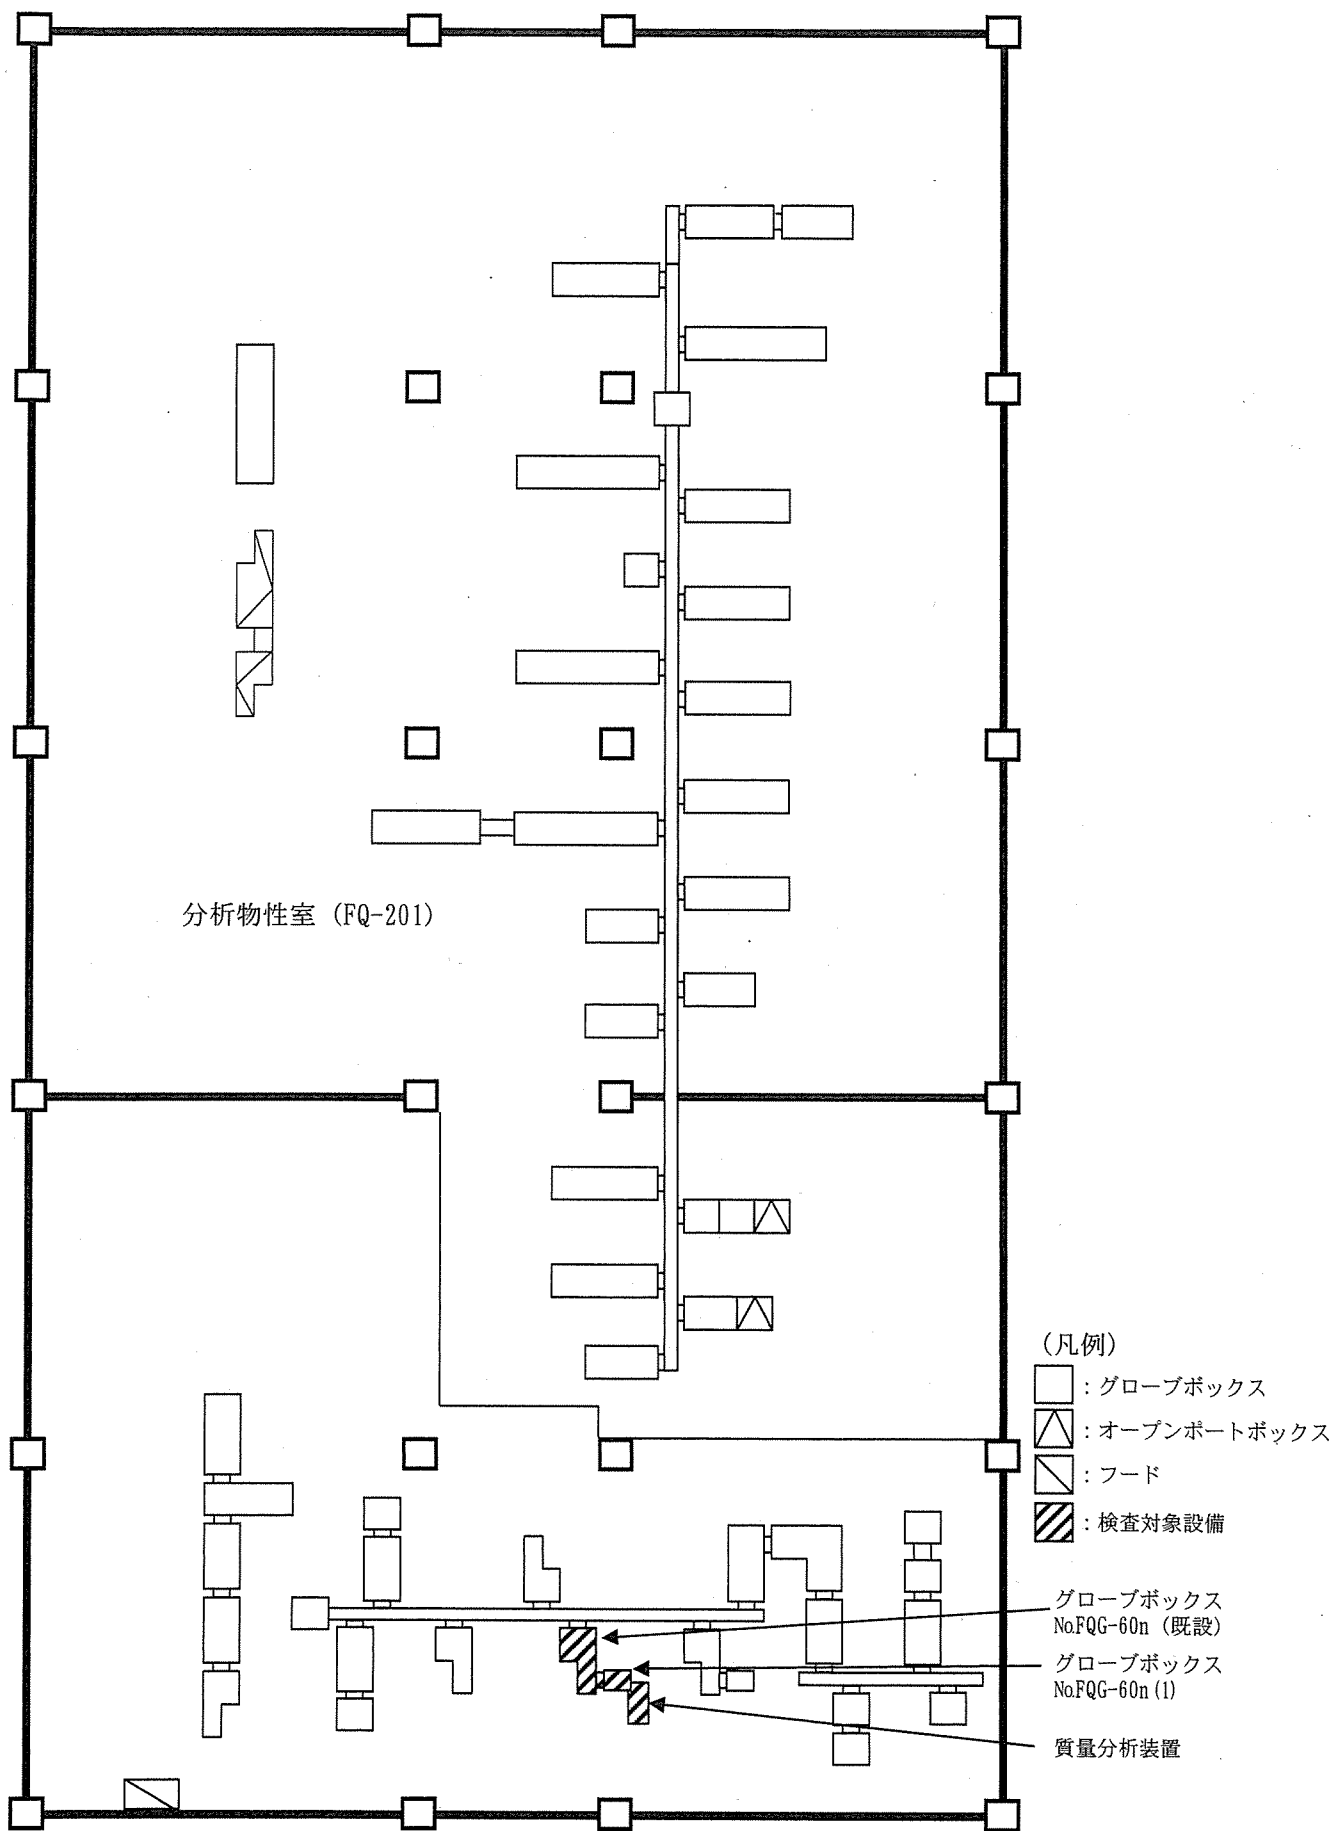 分析物性室 (FQ-201)
(凡例)
：グローブボックス
：オープンポートボックス
：フード
：検査対象設備
グローブボックス
No.FQG-60n (既設)
グローブボックス
No.FQG-60n(1)
質量分析装置